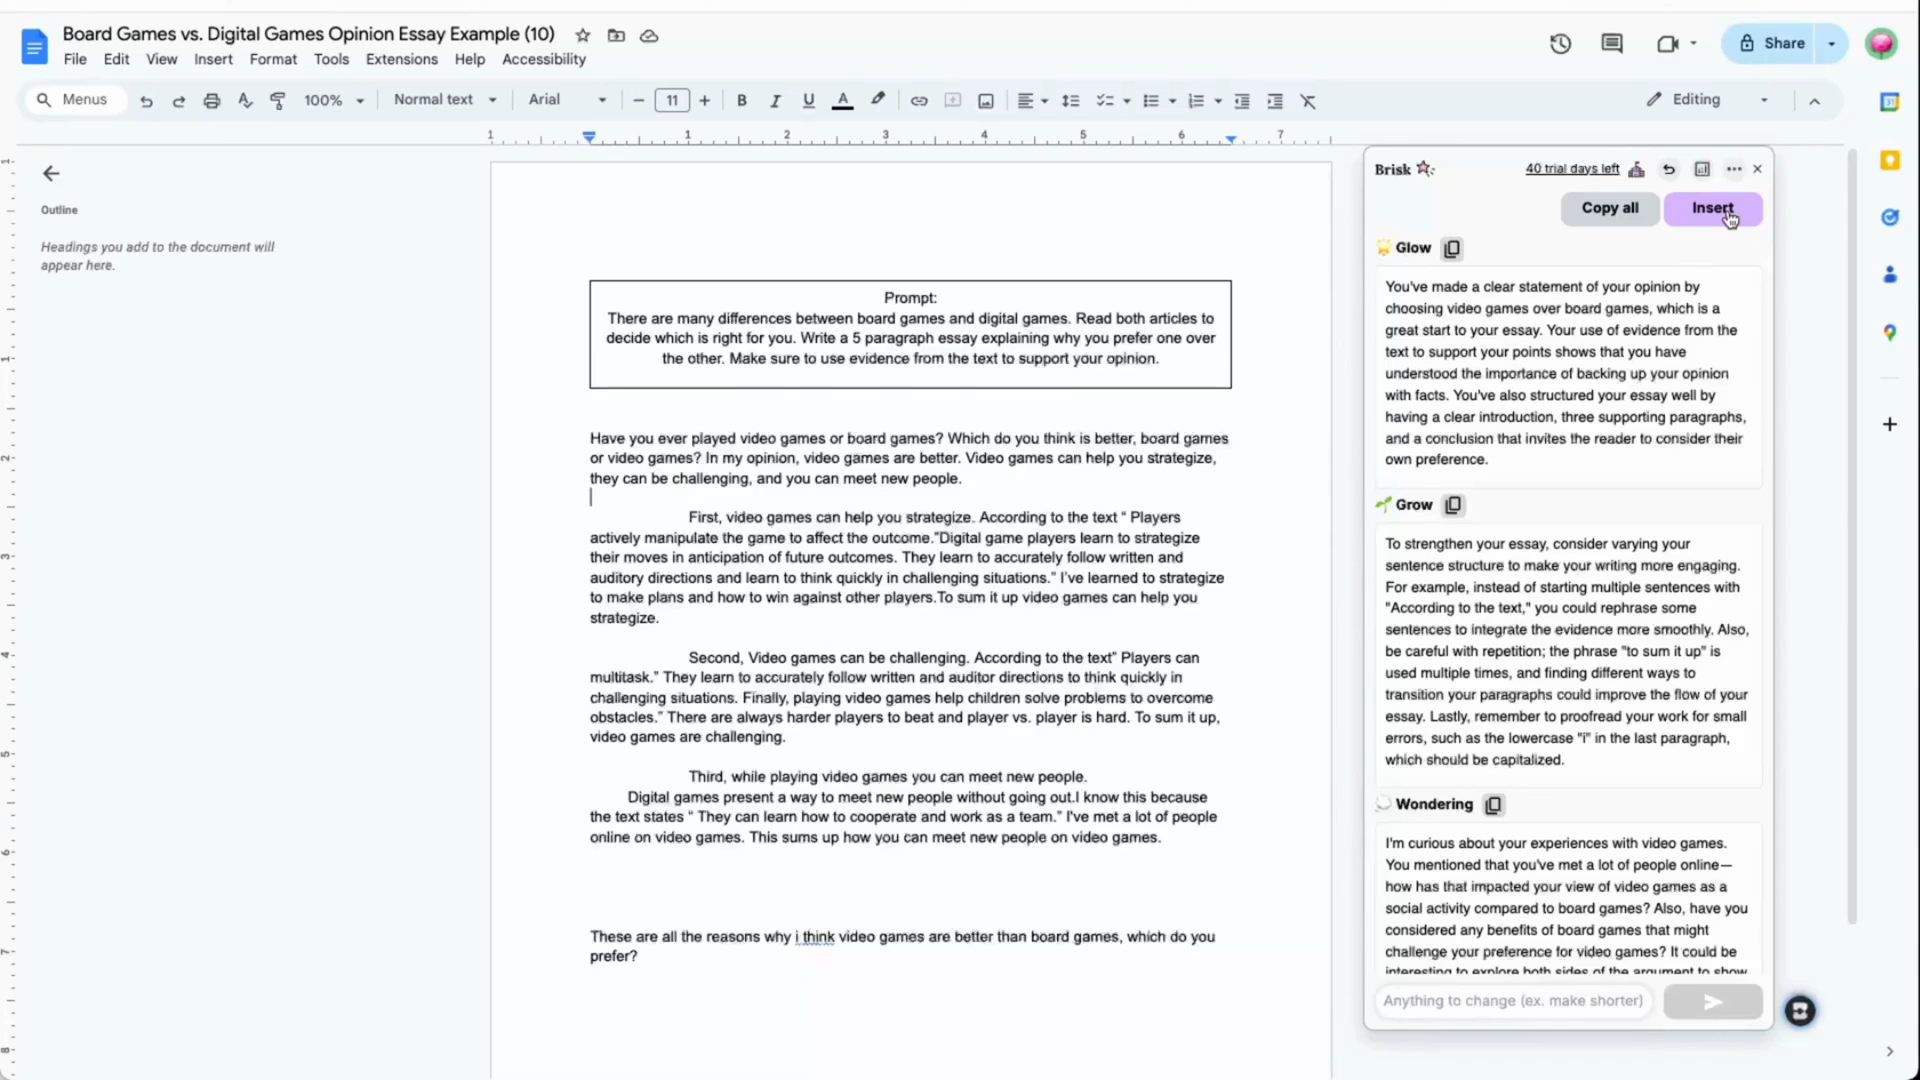 Board Games vs. Digital Games Opinion Essay Example (10)
File Edit View Insert Format Tools Extensions Help Accessibility
Share
Menus
100%
Normal text
Arial
11
Editing
1 1 2 3 4 5 6 7
Outline
Headings you add to the document will
appear here.
Prompt:
There are many differences between board games and digital games. Read both articles to
decide which is right for you. Write a 5 paragraph essay explaining why you prefer one over
the other. Make sure to use evidence from the text to support your opinion.
Have you ever played video games or board games? Which do you think is better, board games
or video games? In my opinion, video games are better. Video games can help you strategize,
they can be challenging, and you can meet new people.
First, video games can help you strategize. According to the text “ Players
actively manipulate the game to affect the outcome.”Digital game players learn to strategize
their moves in anticipation of future outcomes. They learn to accurately follow written and
auditory directions and learn to think quickly in challenging situations.” I’ve learned to strategize
to make plans and how to win against other players.To sum it up video games can help you
strategize.
Second, Video games can be challenging. According to the text” Players can
multitask.” They learn to accurately follow written and auditor directions to think quickly in
challenging situations. Finally, playing video games help children solve problems to overcome
obstacles.” There are always harder players to beat and player vs. player is hard. To sum it up,
video games are challenging.
Third, while playing video games you can meet new people.
Digital games present a way to meet new people without going out.I know this because
the text states “ They can learn how to cooperate and work as a team.” I've met a lot of people
online on video games. This sums up how you can meet new people on video games.
These are all the reasons why i think video games are better than board games, which do you
prefer?
Brisk
40 trial days left
Copy all
Insert
Glow
You've made a clear statement of your opinion by
choosing video games over board games, which is a
great start to your essay. Your use of evidence from the
text to support your points shows that you have
understood the importance of backing up your opinion
with facts. You've also structured your essay well by
having a clear introduction, three supporting paragraphs,
and a conclusion that invites the reader to consider their
own preference.
Grow
To strengthen your essay, consider varying your
sentence structure to make your writing more engaging.
For example, instead of starting multiple sentences with
"According to the text," you could rephrase some
sentences to integrate the evidence more smoothly. Also,
be careful with repetition; the phrase "to sum it up" is
used multiple times, and finding different ways to
transition your paragraphs could improve the flow of your
essay. Lastly, remember to proofread your work for small
errors, such as the lowercase "i" in the last paragraph,
which should be capitalized.
Wondering
I'm curious about your experiences with video games.
You mentioned that you've met a lot of people online—
how has that impacted your view of video games as a
social activity compared to board games? Also, have you
considered any benefits of board games that might
challenge your preference for video games? It could be
interesting to explore both sides of the argument to show
Anything to change (ex. make shorter)